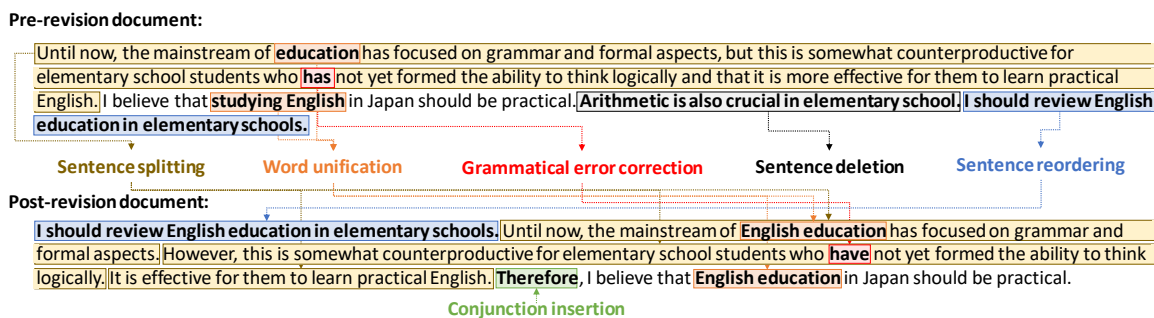 Pre-revision document:
Until now, the mainstream of education has focused on grammar and formal aspects, but this is somewhat counterproductive for
elementary school students who has not yet formed the ability to think logically and that it is more effective for them to learn practical
English. I believe that studying English in Japan should be practical. Arithmetic is also crucial in elementary school. I should review English
education in elementary schools.
Sentence splitting Word unification Grammatical error correction Sentence deletion Sentence reordering
Post-revision document:
I should review English education in elementary schools. Until now, the mainstream of English education has focused on grammar and
formal aspects. However, this is somewhat counterproductive for elementary school students who have not yet formed the ability to think
logically. It is effective for them to learn practical English. Therefore, I believe that English education in Japan should be practical.
Conjunction insertion